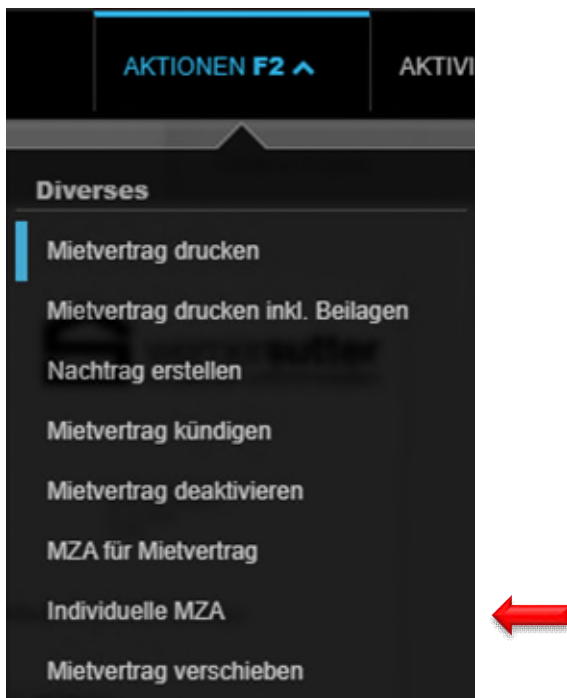 AKTIONEN F2
AKTIVI
Diverses
Mietvertrag drucken
Mietvertrag drucken inkl. Beilagen
Nachtrag erstellen
Mietvertrag kündigen
Mietvertrag deaktivieren
MZA für Mietvertrag
Individuelle MZA
Mietvertrag verschieben